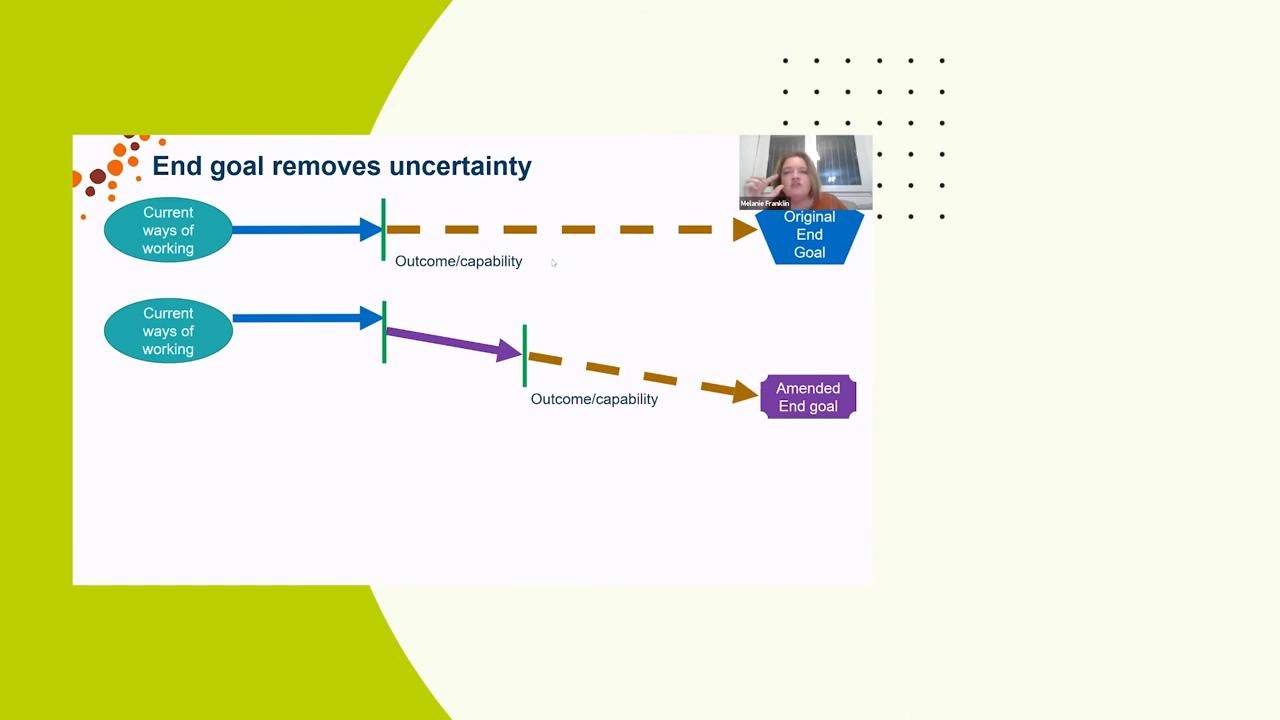 End goal removes uncertainty
Melanie Franklin
Current
ways of
working
Original
End
Goal
Outcome/capability
Current
ways of
working
Amended
End goal
Outcome/capability